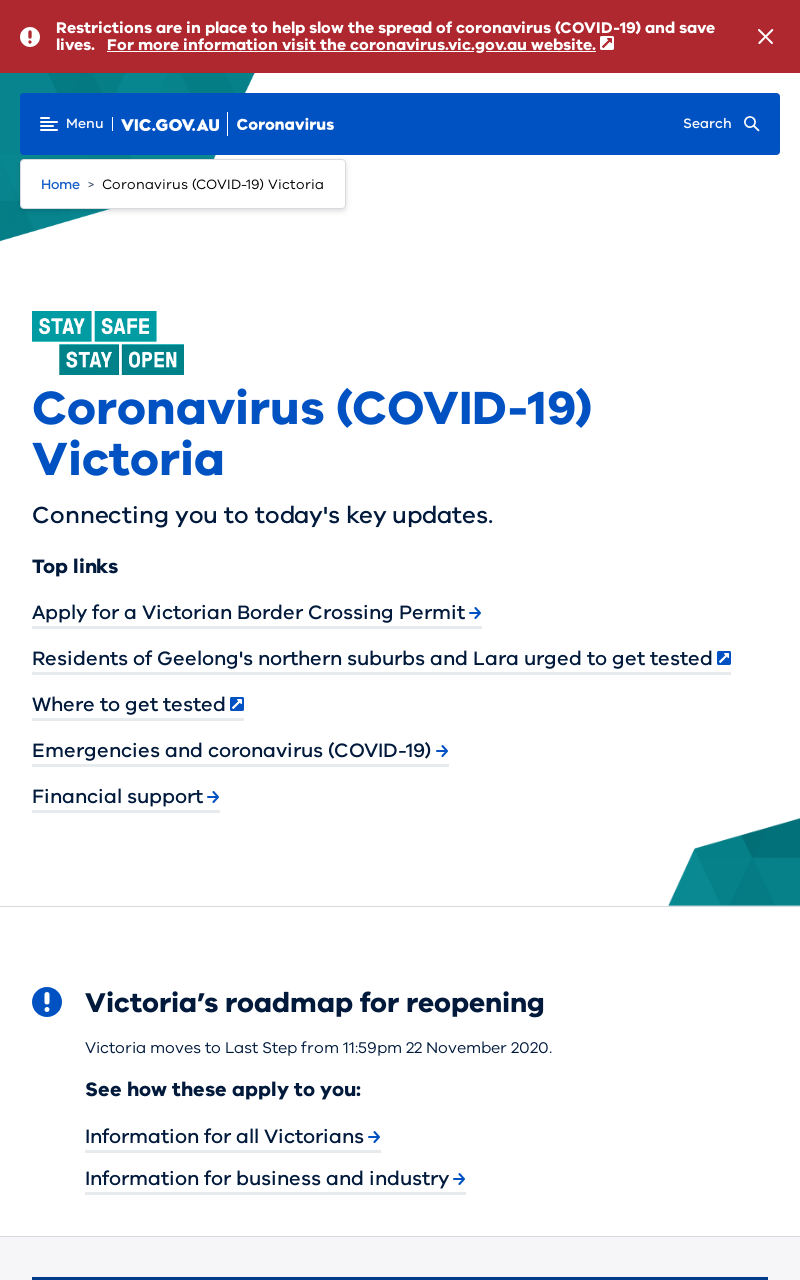 Restrictions are in place to help slow the spread of coronavirus (COVID-19) and save
lives. For more information visit the coronavirus.vic.gov.au website.
Menu VIC.GOV.AU Coronavirus Search
Home > Coronavirus (COVID-19) Victoria
STAY SAFE
STAY OPEN
Coronavirus (COVID-19)
Victoria
Connecting you to today's key updates.
Top links
Apply for a Victorian Border Crossing Permit
Residents of Geelong's northern suburbs and Lara urged to get tested
Where to get tested
Emergencies and coronavirus (COVID-19)
Financial support
Victoria’s roadmap for reopening
Victoria moves to Last Step from 11:59pm 22 November 2020.
See how these apply to you:
Information for all Victorians
Information for business and industry